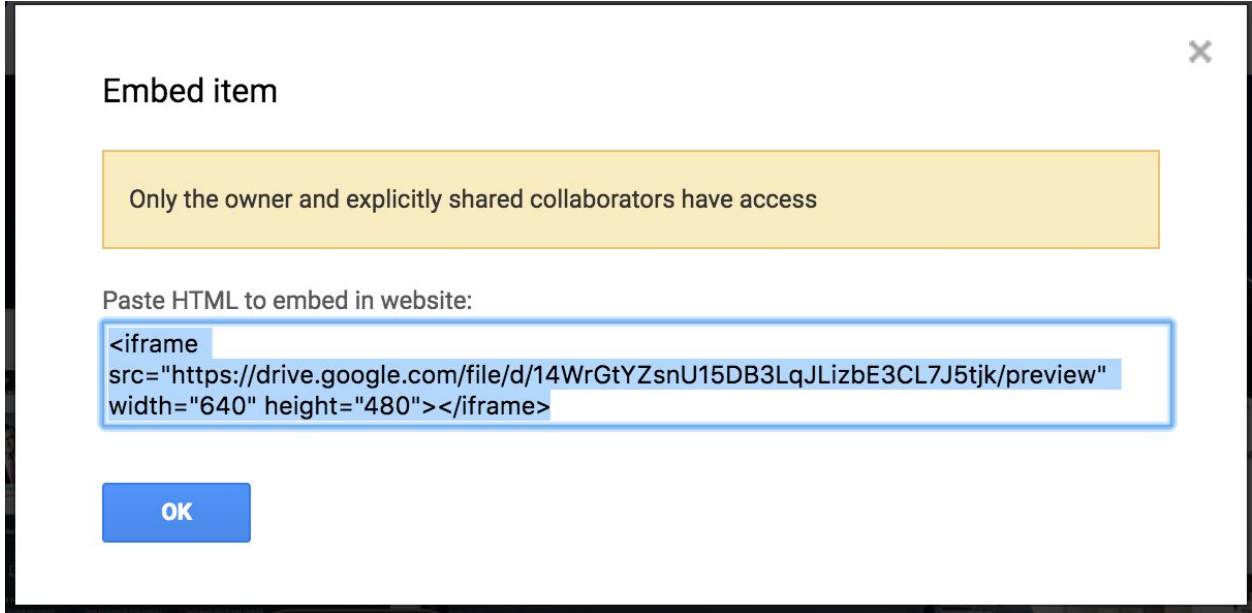 Embed item
Only the owner and explicitly shared collaborators have access
Paste HTML to embed in website:
<iframe
src="https://drive.google.com/file/d/14WrGtYZsnU15DB3LqJLizbE3CL7J5tjk/preview"
width="640" height="480"></iframe>
OK